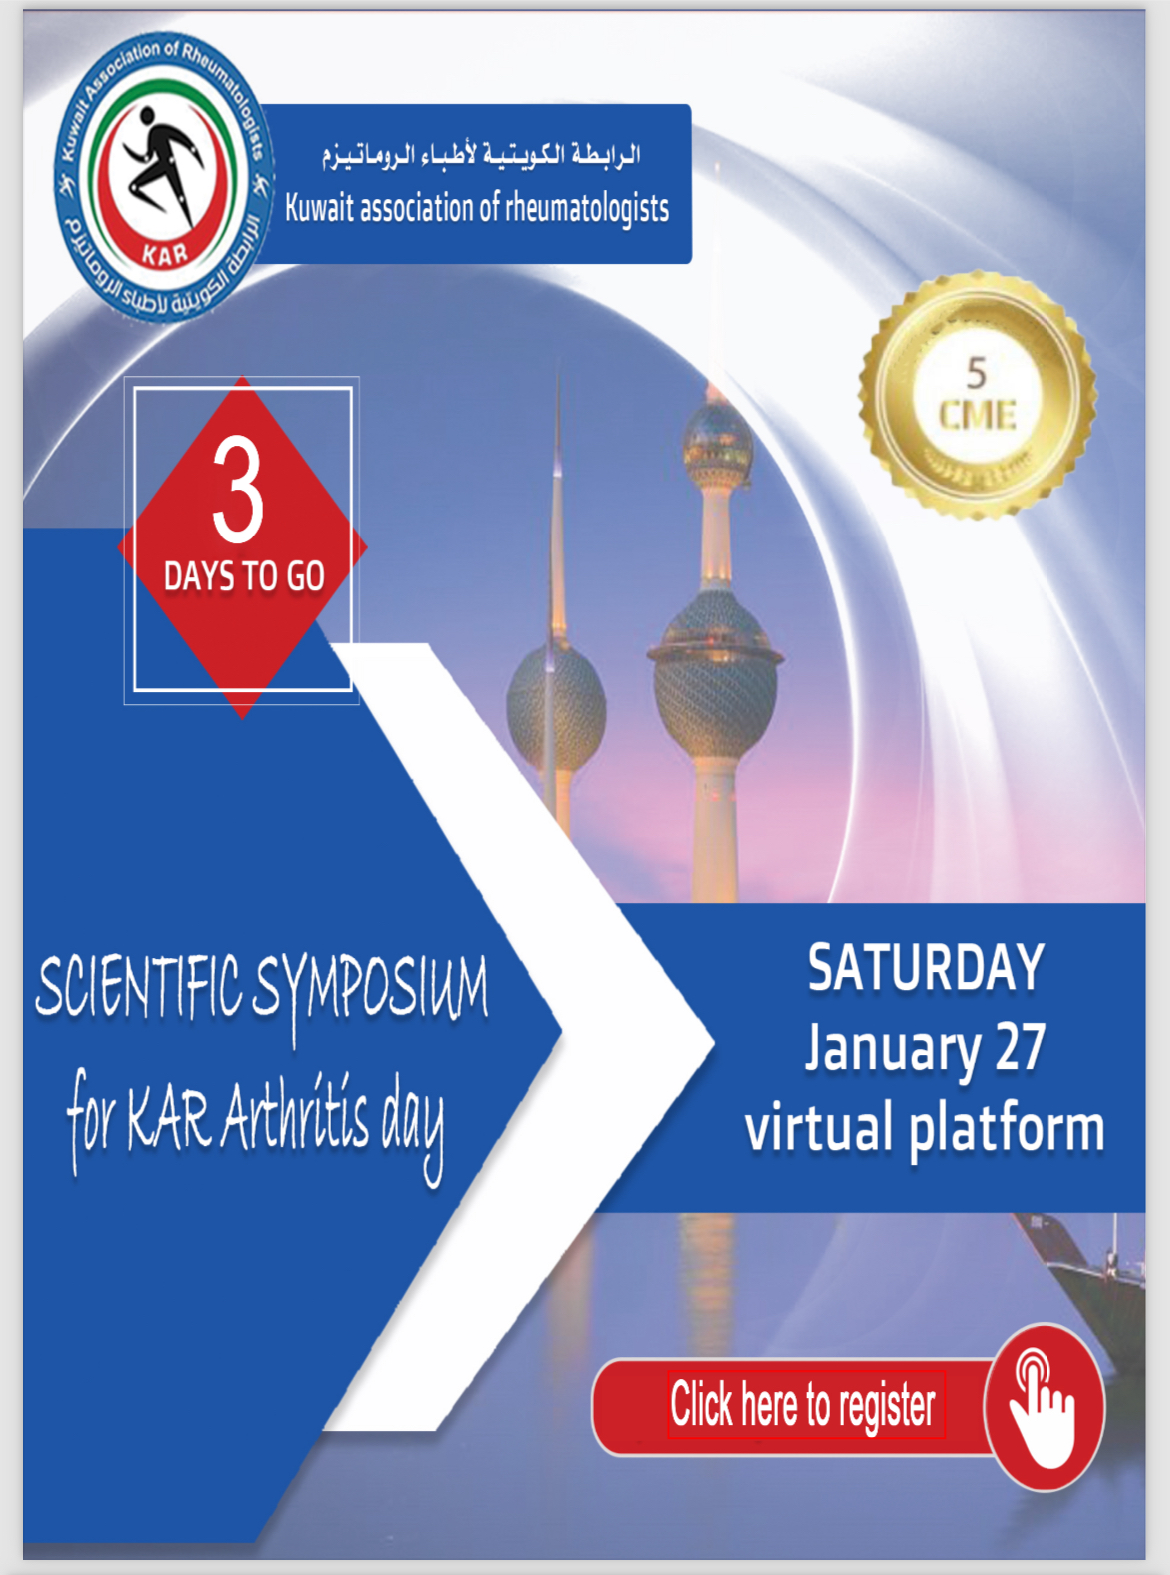 Kuwait Association of Rheumatologists
KAR
الرابطة الكويتية لأطباء الروماتيزم
الرابطة الكويتية لأطباء الروماتيزم
Kuwait association of rheumatologists
5
CME
3
DAYS TO GO
SCIENTIFIC SYMPOSIUM
for KAR Arthritis day
SATURDAY
January 27
virtual platform
Click here to register